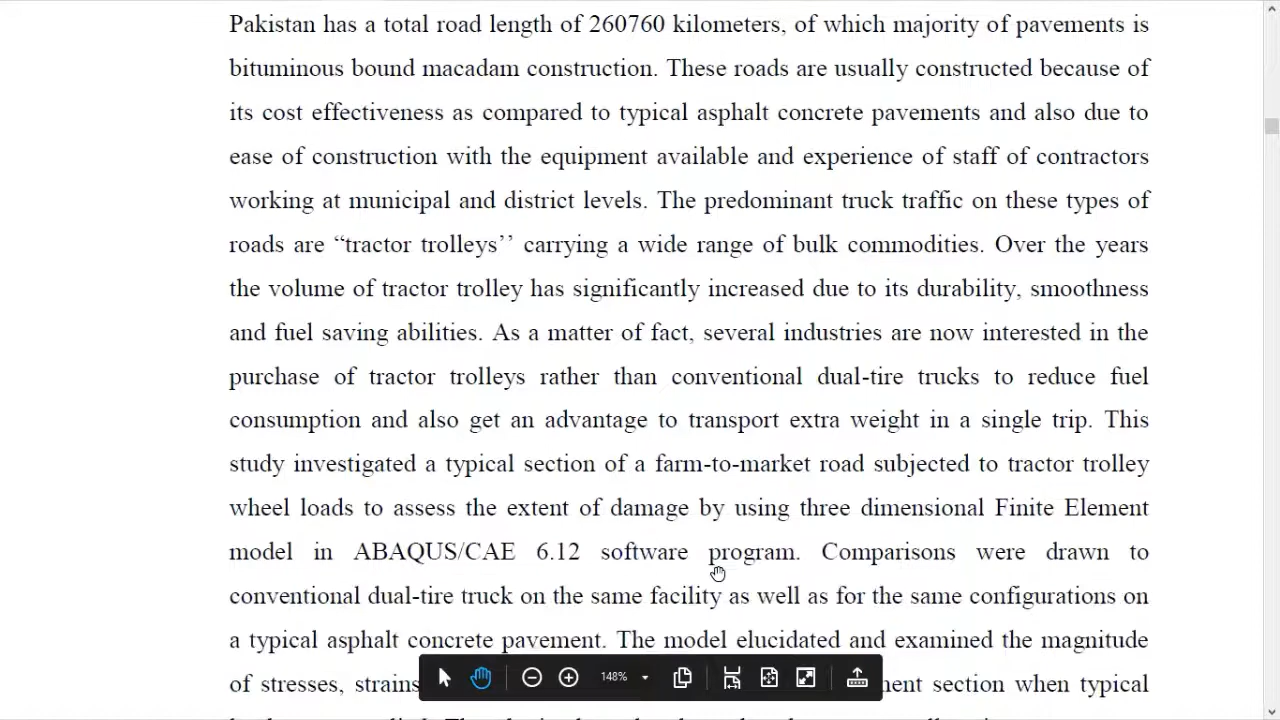 Pakistan has a total road length of 260760 kilometers, of which majority of pavements is
bituminous bound macadam construction. These roads are usually constructed because of
its cost effectiveness as compared to typical asphalt concrete pavements and also due to
ease of construction with the equipment available and experience of staff of contractors
working at municipal and district levels. The predominant truck traffic on these types of
roads are “tractor trolleys’’ carrying a wide range of bulk commodities. Over the years
the volume of tractor trolley has significantly increased due to its durability, smoothness
and fuel saving abilities. As a matter of fact, several industries are now interested in the
purchase of tractor trolleys rather than conventional dual-tire trucks to reduce fuel
consumption and also get an advantage to transport extra weight in a single trip. This
study investigated a typical section of a farm-to-market road subjected to tractor trolley
wheel loads to assess the extent of damage by using three dimensional Finite Element
model in ABAQUS/CAE 6.12 software program. Comparisons were drawn to
conventional dual-tire truck on the same facility as well as for the same configurations on
a typical asphalt concrete pavement. The model elucidated and examined the magnitude
of stresses, strains section when typical
148%